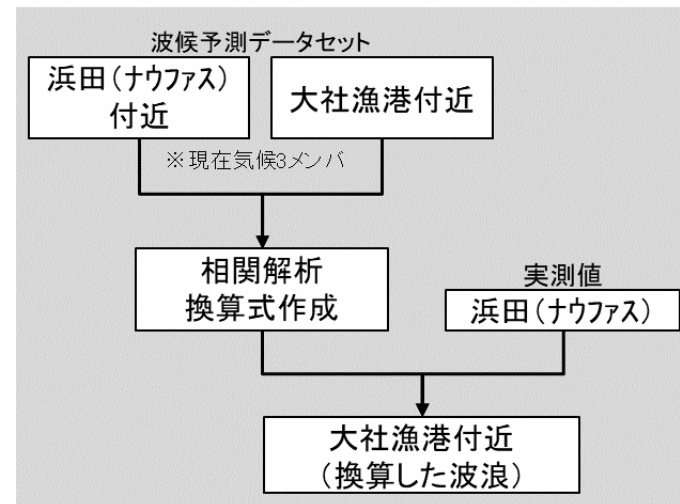 波候予測データセット
浜田(ナウファス)
付近
大社漁港付近
※現在気候3メンバ
相関解析
換算式作成
実測値
浜田(ナウファス)
大社漁港付近
(換算した波浪)